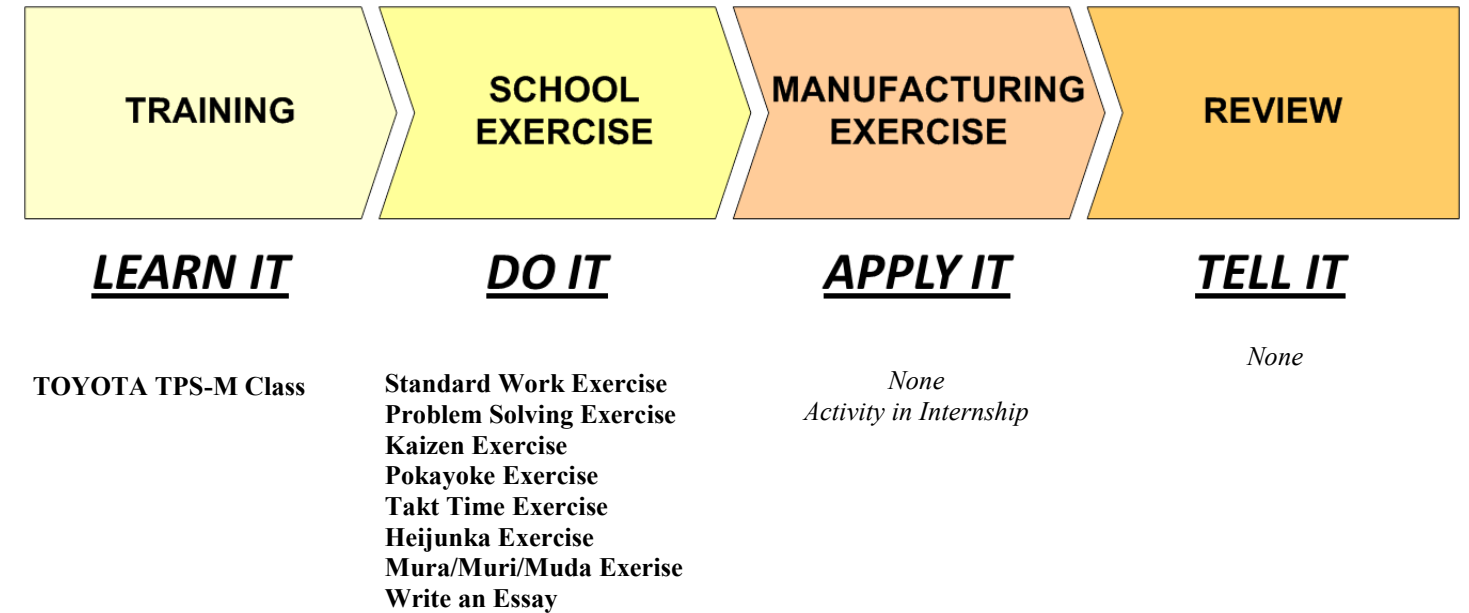 TRAINING
SCHOOL
EXERCISE
MANUFACTURING
EXERCISE
REVIEW
LEARN IT
DO IT
APPLY IT
TELL IT
TOYOTA TPS-M Class
Standard Work Exercise
Problem Solving Exercise
Kaizen Exercise
Pokayoke Exercise
Takt Time Exercise
Heijunka Exercise
Mura/Muri/Muda Exerise
Write an Essay
None
Activity in Internship
None